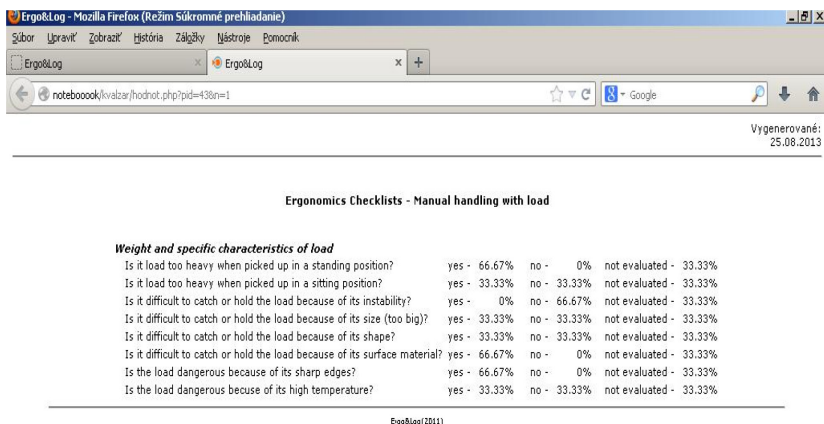 Ergo&Log - Mozilla Firefox (Režim Súkromné prehliadanie)
Súbor Upraviť Zobraziť História Záložky Nástroje Pomocník
Ergo&Log Ergo&Log
notebooook/kvalzar/hodnot.php?pid=43&n=1 Google
Vygenerované:
25.08.2013
Ergonomics Checklists - Manual handling with load
Weight and specific characteristics of load
Is it load too heavy when picked up in a standing position? yes - 66.67% no - 0% not evaluated - 33.33%
Is it load too heavy when picked up in a sitting position? yes - 33.33% no - 33.33% not evaluated - 33.33%
Is it difficult to catch or hold the load because of its instability? yes - 0% no - 66.67% not evaluated - 33.33%
Is it difficult to catch or hold the load because of its size (too big)? yes - 33.33% no - 33.33% not evaluated - 33.33%
Is it difficult to catch or hold the load because of its shape? yes - 33.33% no - 33.33% not evaluated - 33.33%
Is it difficult to catch or hold the load because of its surface material? yes - 66.67% no - 0% not evaluated - 33.33%
Is the load dangerous because of its sharp edges? yes - 66.67% no - 0% not evaluated - 33.33%
Is the load dangerous becuse of its high temperature? yes - 33.33% no - 33.33% not evaluated - 33.33%
Ergo&Log(2011)